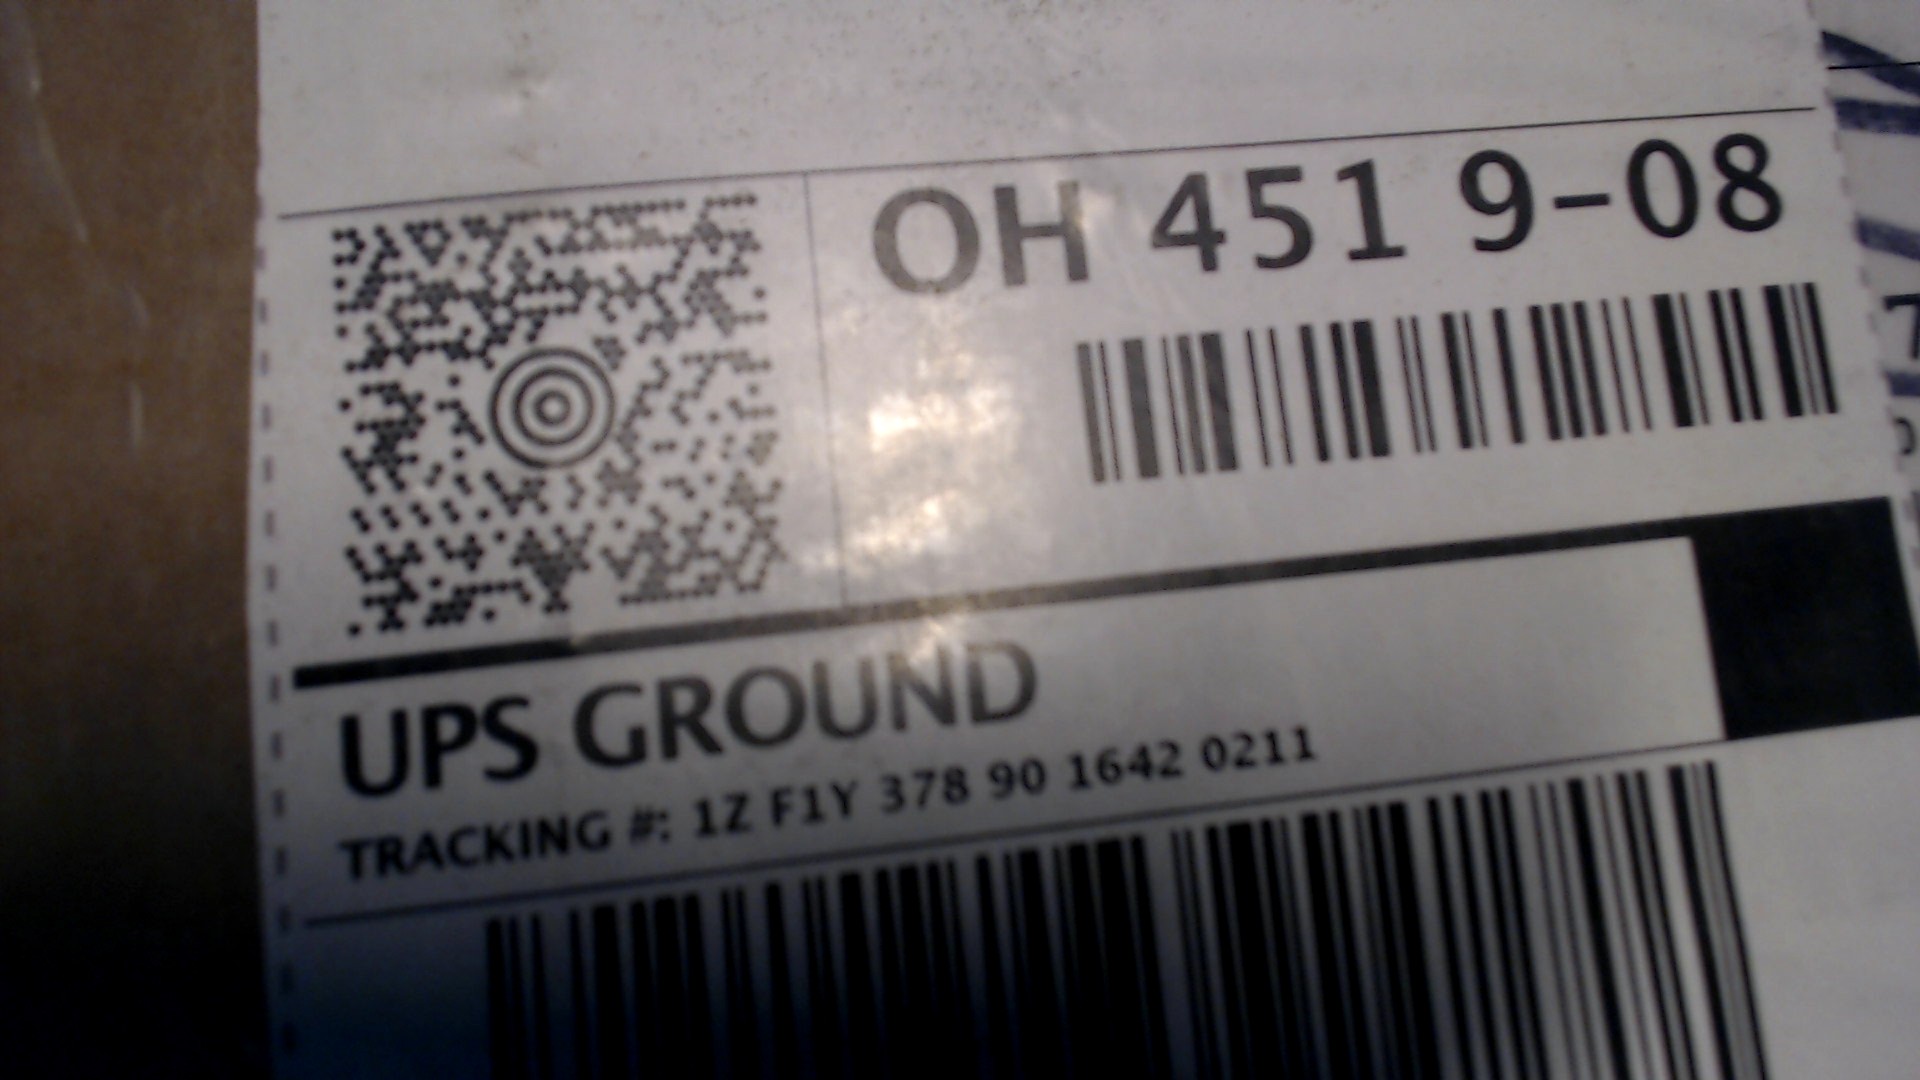 OH 451 9-08
UPS GROUND
TRACKING #: 1Z F1Y 378 90 1642 0211